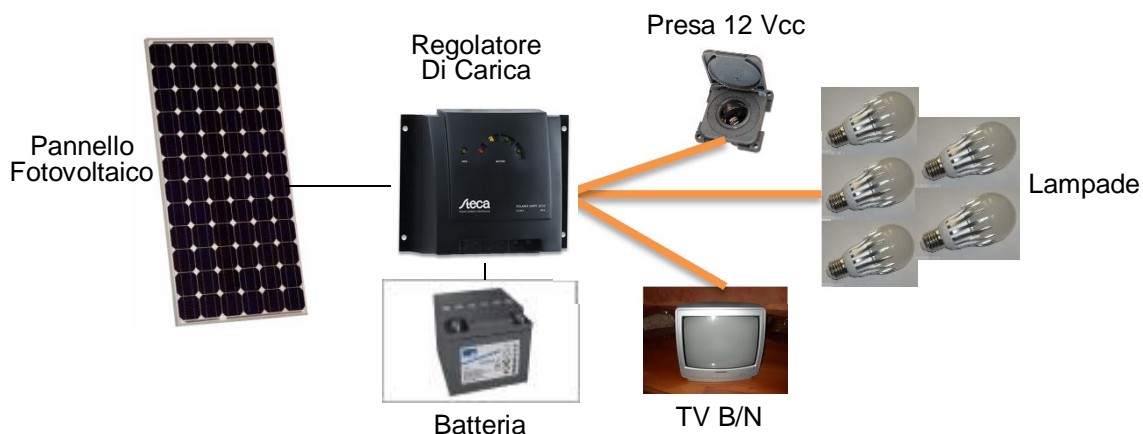 Presa 12 Vcc
Regolatore
Di Carica
Pannello
Fotovoltaico
Steca
Lampade
Batteria
TV B/N